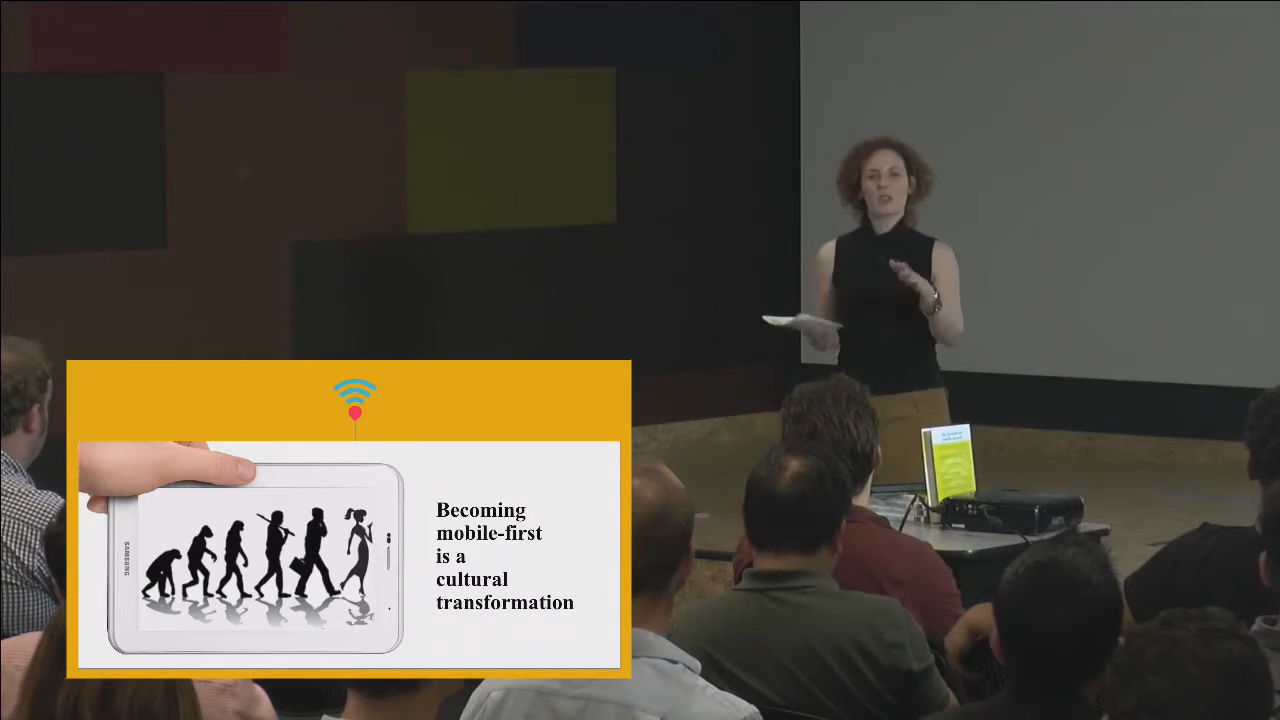 SAMSUNG
Becoming
mobile-first
is a
cultural
transformation